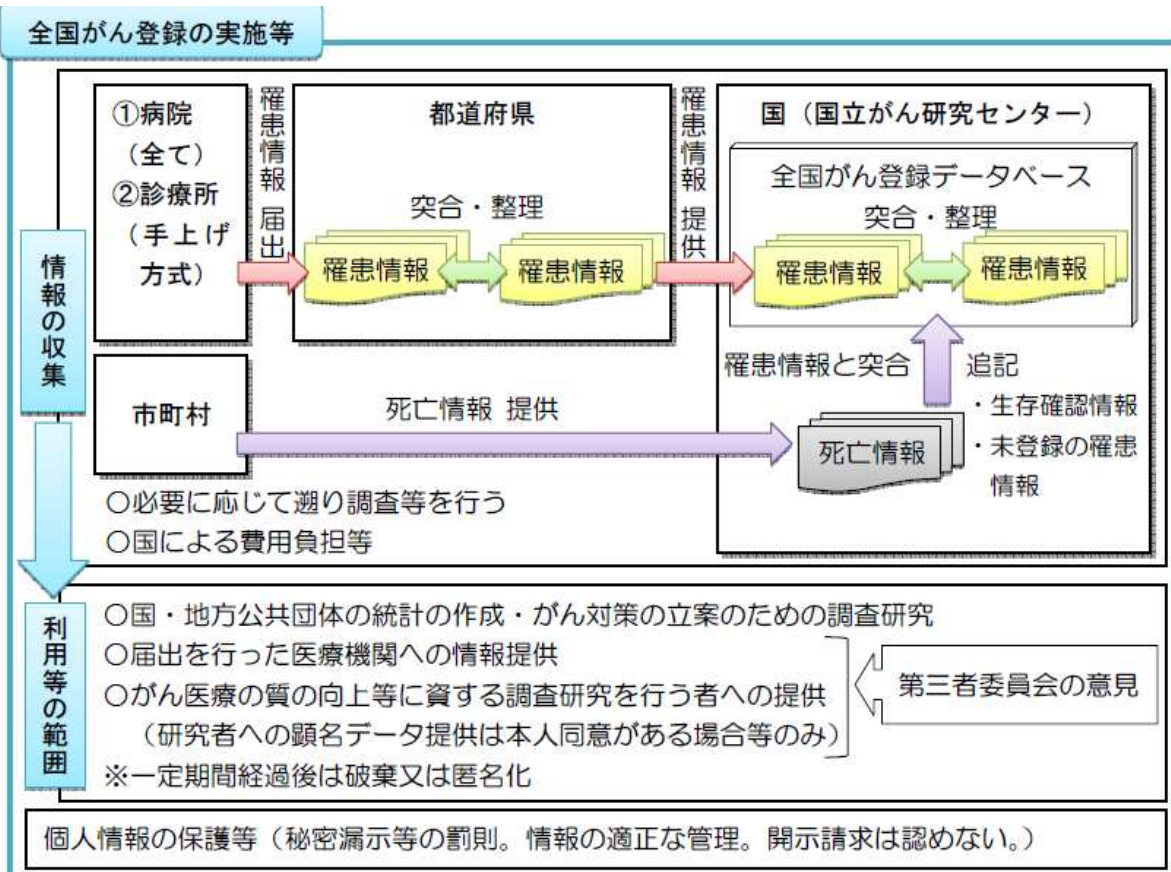 全国がん登録の実施等
情報の収集
①病院
（全て）
②診療所
（手上げ
方式）
罹患情報 届出
都道府県
突合・整理
罹患情報
罹患情報
罹患情報 提供
国（国立がん研究センター）
全国がん登録データベース
突合・整理
罹患情報
罹患情報
罹患情報と突合
追記
・生存確認情報
・未登録の罹患
情報
死亡情報
市町村
死亡情報 提供
○必要に応じて遡り調査等を行う
○国による費用負担等
利用等の範囲
○国・地方公共団体の統計の作成・がん対策の立案のための調査研究
○届出を行った医療機関への情報提供
○がん医療の質の向上等に資する調査研究を行う者への提供
（研究者への顕名データ提供は本人同意がある場合等のみ）
※一定期間経過後は破棄又は匿名化
第三者委員会の意見
個人情報の保護等（秘密漏示等の罰則。情報の適正な管理。開示請求は認めない。）